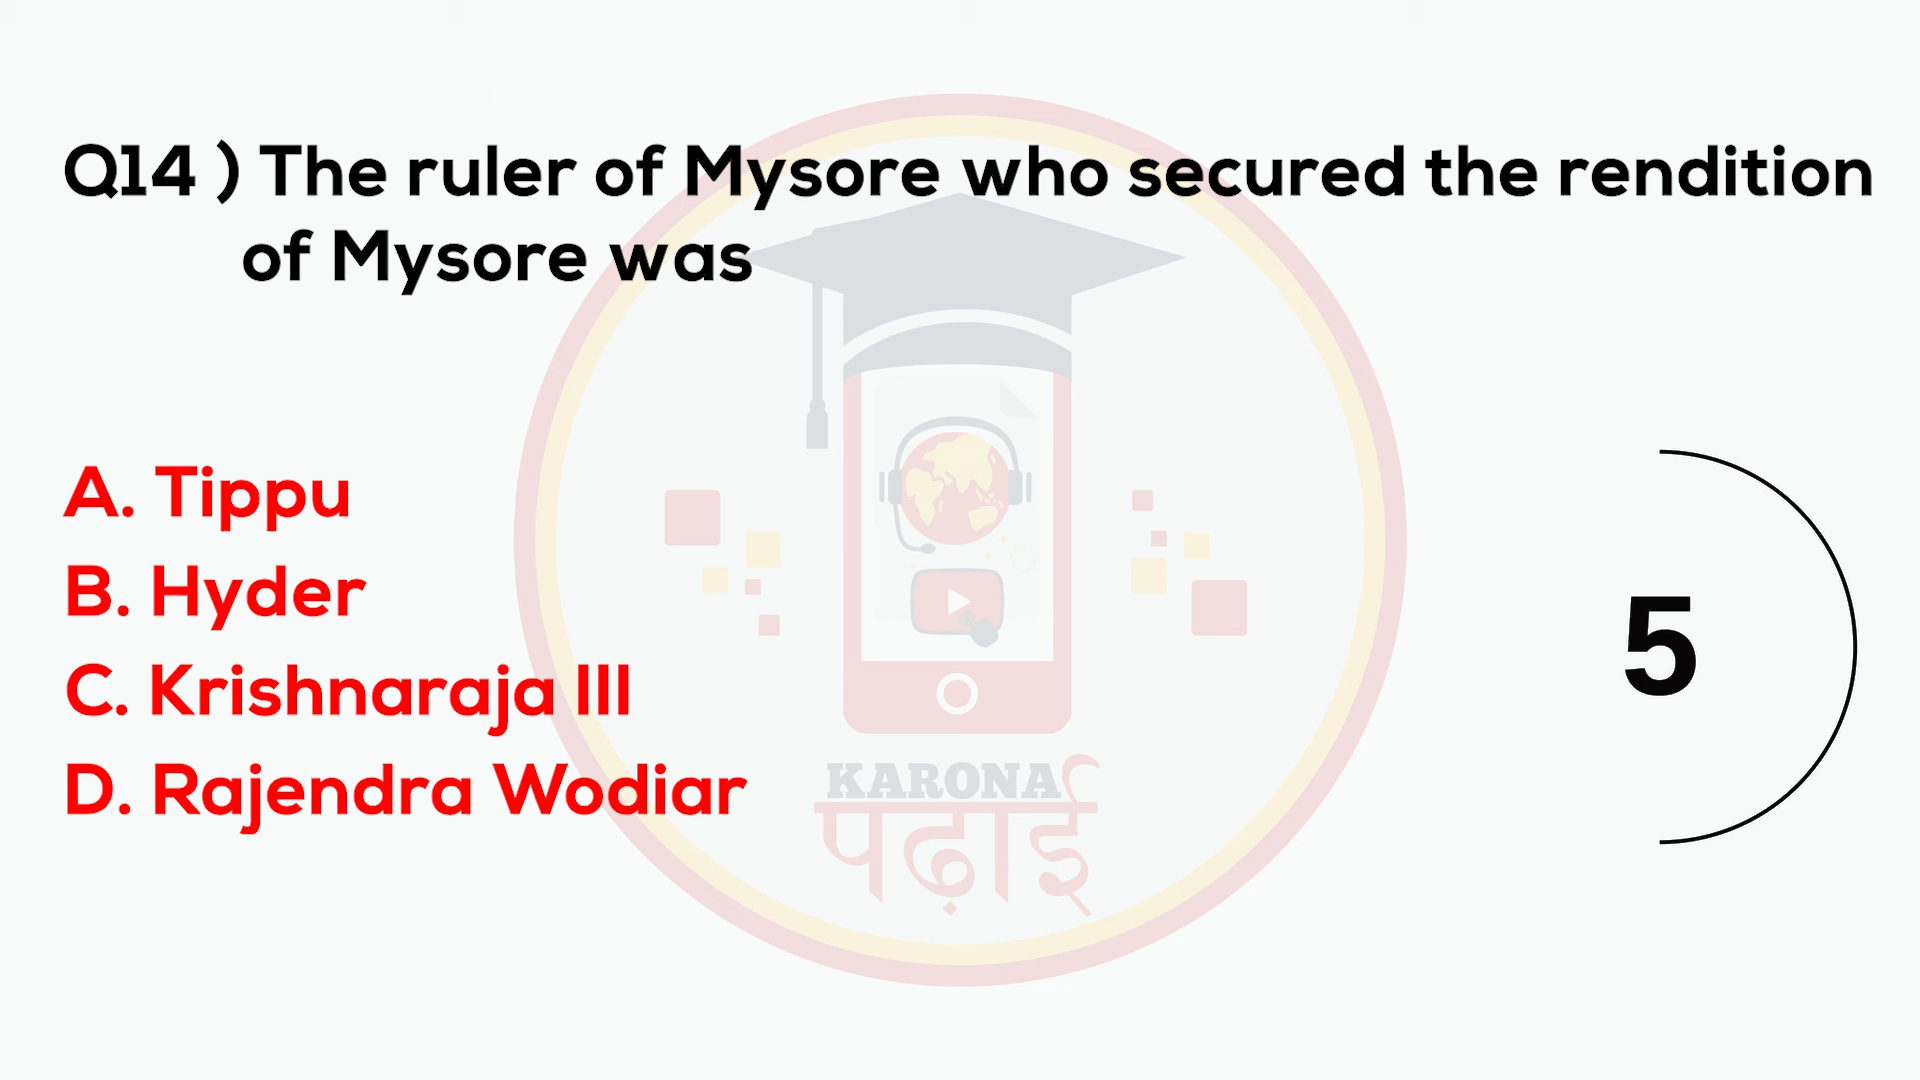 Q14 ) The ruler of Mysore who secured the rendition
of Mysore was
A. Tippu
B. Hyder
C. Krishnaraja III
D. Rajendra Wodiar
5
KARONA
पढ़ाई